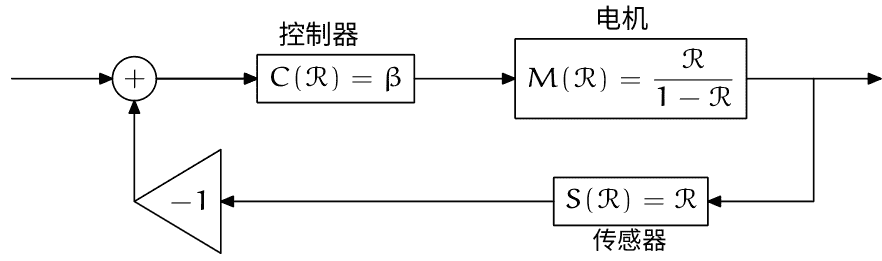 控制器
电机
+
C(ℛ) = β
M(ℛ) = ℛ / (1 − ℛ)
−1
S(ℛ) = ℛ
传感器